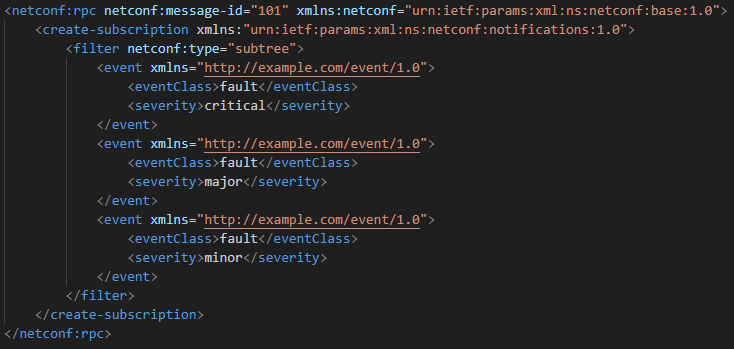 <netconf:rpc netconf:message-id="101" xmlns:netconf="urn:ietf:params:xml:ns:netconf:base:1.0">
<create-subscription xmlns:"urn:ietf:params:xml:ns:netconf:notifications:1.0">
<filter netconf:type="subtree">
<event xmlns="http://example.com/event/1.0">
<eventClass>fault</eventClass>
<severity>critical</severity>
</event>
<event xmlns="http://example.com/event/1.0">
<eventClass>fault</eventClass>
<severity>major</severity>
</event>
<event xmlns="http://example.com/event/1.0">
<eventClass>fault</eventClass>
<severity>minor</severity>
</event>
</filter>
</create-subscription>
</netconf:rpc>